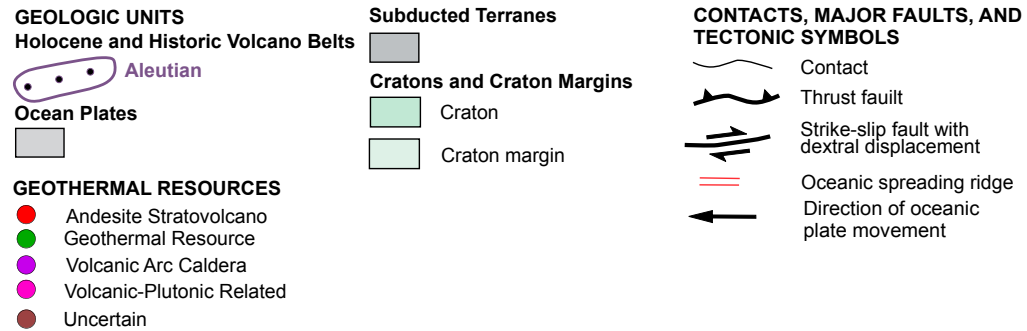 GEOLOGIC UNITS
Holocene and Historic Volcano Belts
Aleutian
Ocean Plates
GEOTHERMAL RESOURCES
Andesite Stratovolcano
Geothermal Resource
Volcanic Arc Caldera
Volcanic-Plutonic Related
Uncertain
Subducted Terranes
Cratons and Craton Margins
Craton
Craton margin
CONTACTS, MAJOR FAULTS, AND
TECTONIC SYMBOLS
Contact
Thrust fauilt
Strike-slip fault with
dextral displacement
Oceanic spreading ridge
Direction of oceanic
plate movement